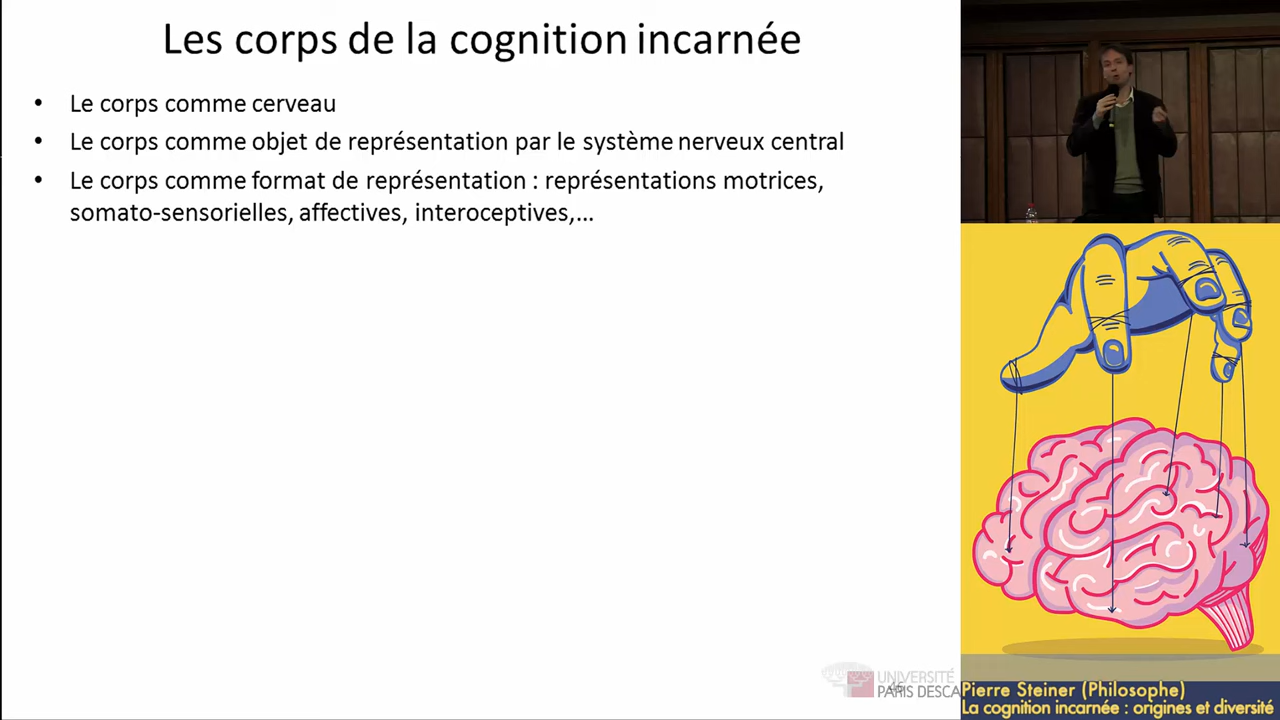 Les corps de la cognition incarnée
• Le corps comme cerveau
• Le corps comme objet de représentation par le système nerveux central
• Le corps comme format de représentation : représentations motrices,
somato-sensorielles, affectives, interoceptives,...
UNIVERSITÉ
PARIS DESCA
Pierre Steiner (Philosophe)
La cognition incarnée : origines et diversité